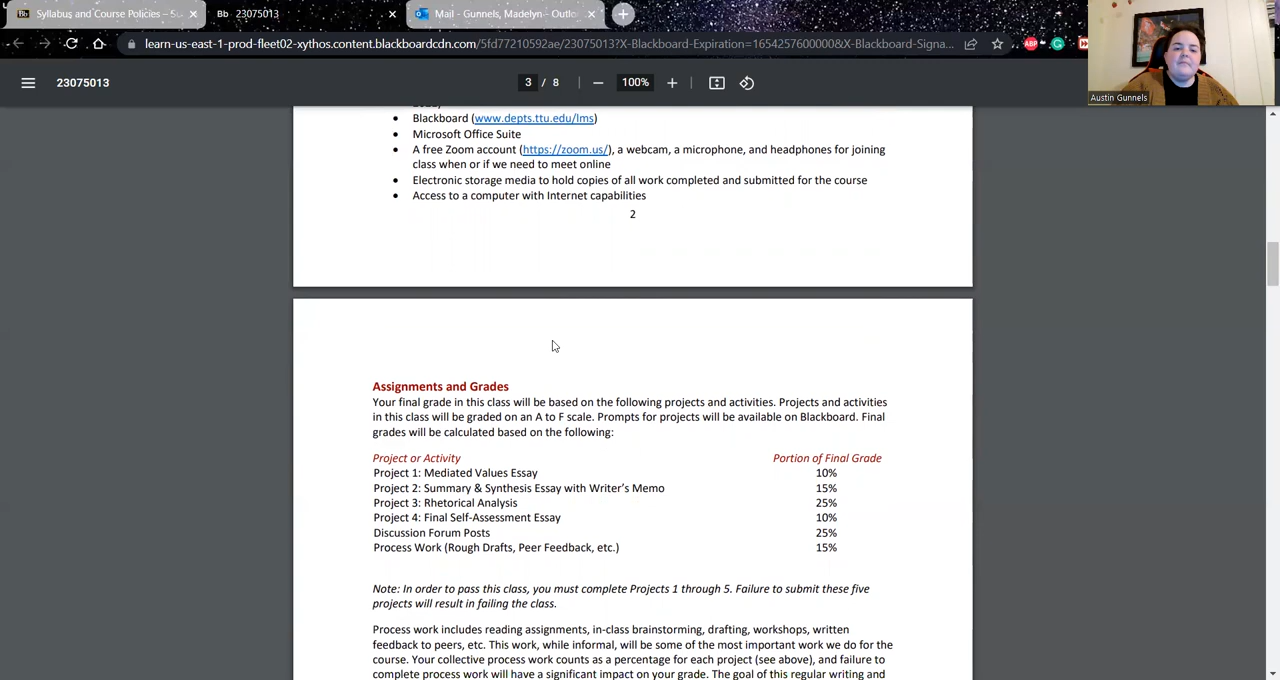 Syllabus and Course Policies – Su
23075013
Mail - Gunnels, Madelyn - Outlo
learn-us-east-1-prod-fleet02-xythos.content.blackboardcdn.com/5fd77210592ae/23075013?X-Blackboard-Expiration=1654257600000&X-Blackboard-Signa...
ABP
23075013
3 / 8
100%
Austin Gunnels
• Blackboard (www.depts.ttu.edu/lms)
• Microsoft Office Suite
• A free Zoom account (https://zoom.us/), a webcam, a microphone, and headphones for joining
class when or if we need to meet online
• Electronic storage media to hold copies of all work completed and submitted for the course
• Access to a computer with Internet capabilities
2
Assignments and Grades
Your final grade in this class will be based on the following projects and activities. Projects and activities
in this class will be graded on an A to F scale. Prompts for projects will be available on Blackboard. Final
grades will be calculated based on the following:
Project or Activity Portion of Final Grade
Project 1: Mediated Values Essay 10%
Project 2: Summary & Synthesis Essay with Writer's Memo 15%
Project 3: Rhetorical Analysis 25%
Project 4: Final Self-Assessment Essay 10%
Discussion Forum Posts 25%
Process Work (Rough Drafts, Peer Feedback, etc.) 15%
Note: In order to pass this class, you must complete Projects 1 through 5. Failure to submit these five
projects will result in failing the class.
Process work includes reading assignments, in-class brainstorming, drafting, workshops, written
feedback to peers, etc. This work, while informal, will be some of the most important work we do for the
course. Your collective process work counts as a percentage for each project (see above), and failure to
complete process work will have a significant impact on your grade. The goal of this regular writing and